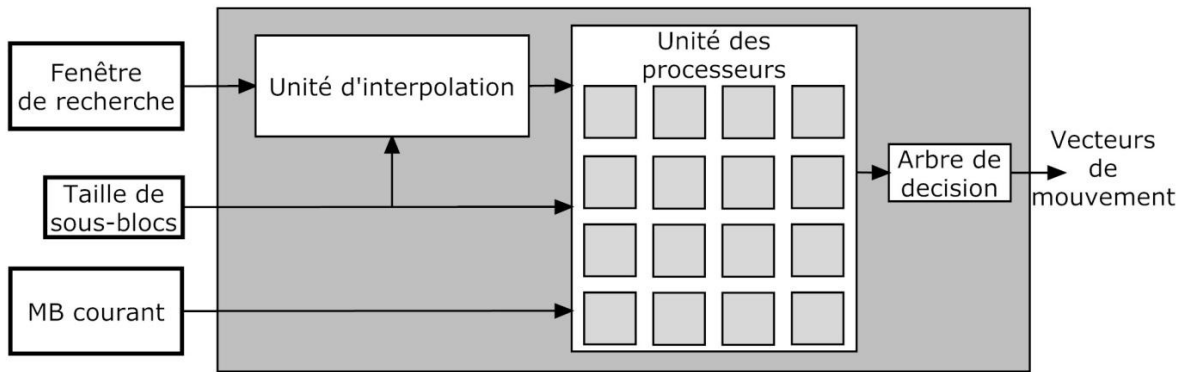 Fenêtre
de recherche
Unité d'interpolation
Unité des
processeurs
Taille de
sous-blocs
MB courant
Arbre de
decision
Vecteurs
de
mouvement